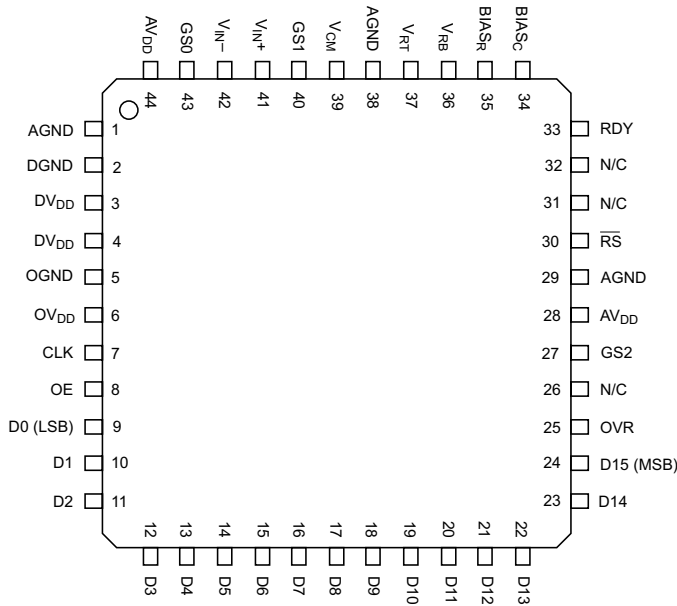 AVDD GS0 VIN− VIN+ GS1 VCM AGND VRT VRB BIASR BIASC
44 43 42 41 40 39 38 37 36 35 34
AGND 1 33 RDY
DGND 2 32 N/C
DVDD 3 31 N/C
DVDD 4 30 R̅S̅
OGND 5 29 AGND
OVDD 6 28 AVDD
CLK 7 27 GS2
OE 8 26 N/C
D0 (LSB) 9 25 OVR
D1 10 24 D15 (MSB)
D2 11 23 D14
12 13 14 15 16 17 18 19 20 21 22
D3 D4 D5 D6 D7 D8 D9 D10 D11 D12 D13